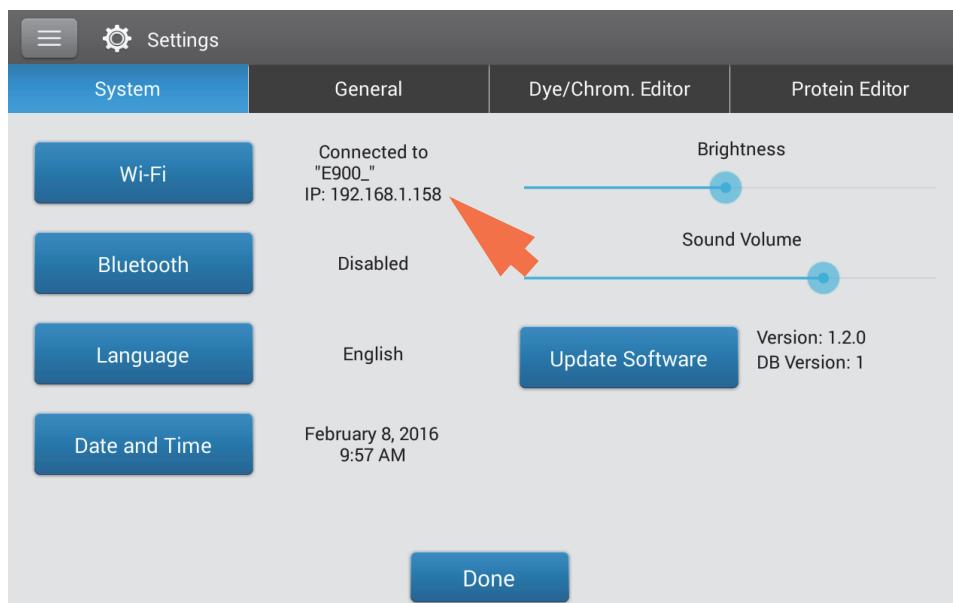 Settings
System
General
Dye/Chrom. Editor
Protein Editor
Wi-Fi
Connected to
"E900_"
IP: 192.168.1.158
Brightness
Bluetooth
Disabled
Sound Volume
Language
English
Update Software
Version: 1.2.0
DB Version: 1
Date and Time
February 8, 2016
9:57 AM
Done